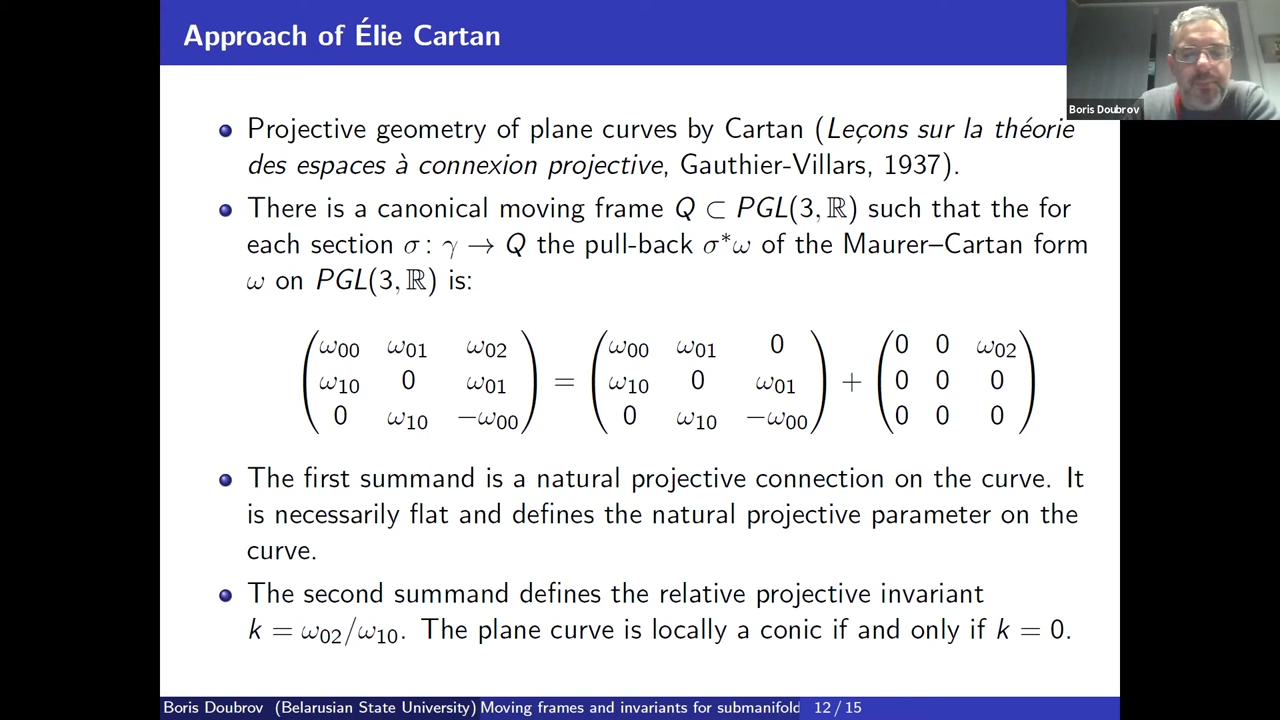 Approach of Élie Cartan
Boris Doubrov
Projective geometry of plane curves by Cartan (Leçons sur la théorie
des espaces à connexion projective, Gauthier-Villars, 1937).
There is a canonical moving frame Q ⊂ PGL(3, ℝ) such that the for
each section σ: γ → Q the pull-back σ*ω of the Maurer–Cartan form
ω on PGL(3, ℝ) is:
ω₀₀ ω₀₁ ω₀₂ ω₀₀ ω₀₁ 0 0 0 ω₀₂
ω₁₀ 0 ω₀₁ = ω₁₀ 0 ω₀₁ + 0 0 0
0 ω₁₀ −ω₀₀ 0 ω₁₀ −ω₀₀ 0 0 0
The first summand is a natural projective connection on the curve. It
is necessarily flat and defines the natural projective parameter on the
curve.
The second summand defines the relative projective invariant
k = ω₀₂/ω₁₀. The plane curve is locally a conic if and only if k = 0.
Boris Doubrov (Belarusian State University) Moving frames and invariants for submanifold 12 / 15